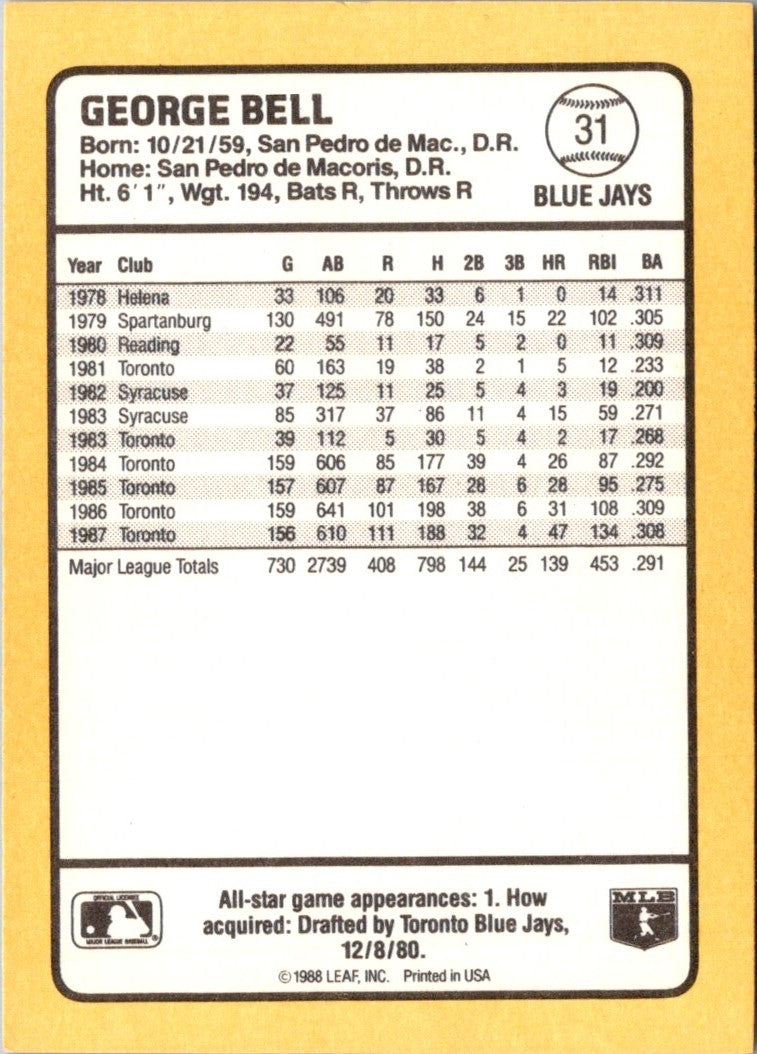 GEORGE BELL
31
Born: 10/21/59, San Pedro de Mac., D.R.
Home: San Pedro de Macoris, D.R.
Ht. 6'1", Wgt. 194, Bats R, Throws R
BLUE JAYS
Year Club G AB R H 2B 3B HR RBI BA
1978 Helena 33 106 20 33 6 1 0 14 .311
1979 Spartanburg 130 491 78 150 24 15 22 102 .305
1980 Reading 22 55 11 17 5 2 0 11 .309
1981 Toronto 60 163 19 38 2 1 5 12 .233
1982 Syracuse 37 125 11 25 5 4 3 19 .200
1983 Syracuse 85 317 37 86 11 4 15 59 .271
1983 Toronto 39 112 5 30 5 4 2 17 .268
1984 Toronto 159 606 85 177 39 4 26 87 .292
1985 Toronto 157 607 87 167 28 6 28 95 .275
1986 Toronto 159 641 101 198 38 6 31 108 .309
1987 Toronto 156 610 111 188 32 4 47 134 .308
Major League Totals 730 2739 408 798 144 25 139 453 .291
OFFICIAL LICENSEE
MAJOR LEAGUE BASEBALL ®
All-star game appearances: 1. How
acquired: Drafted by Toronto Blue Jays,
12/8/80.
MLB
©1988 LEAF, INC. Printed in USA